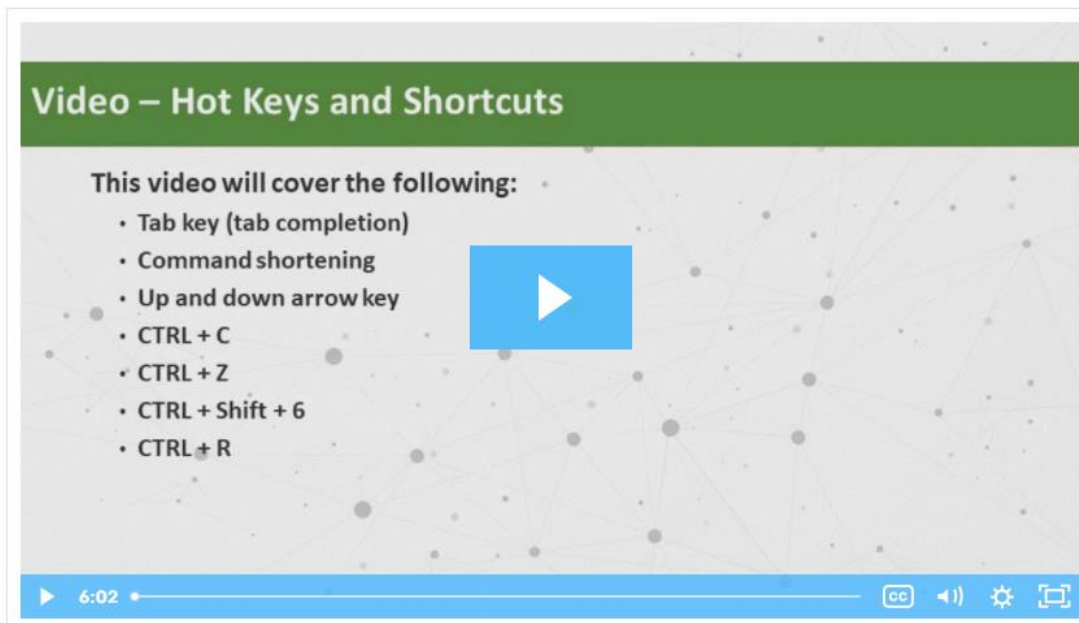 Video – Hot Keys and Shortcuts
This video will cover the following:
• Tab key (tab completion)
• Command shortening
• Up and down arrow key
• CTRL + C
• CTRL + Z
• CTRL + Shift + 6
• CTRL + R
6:02
CC